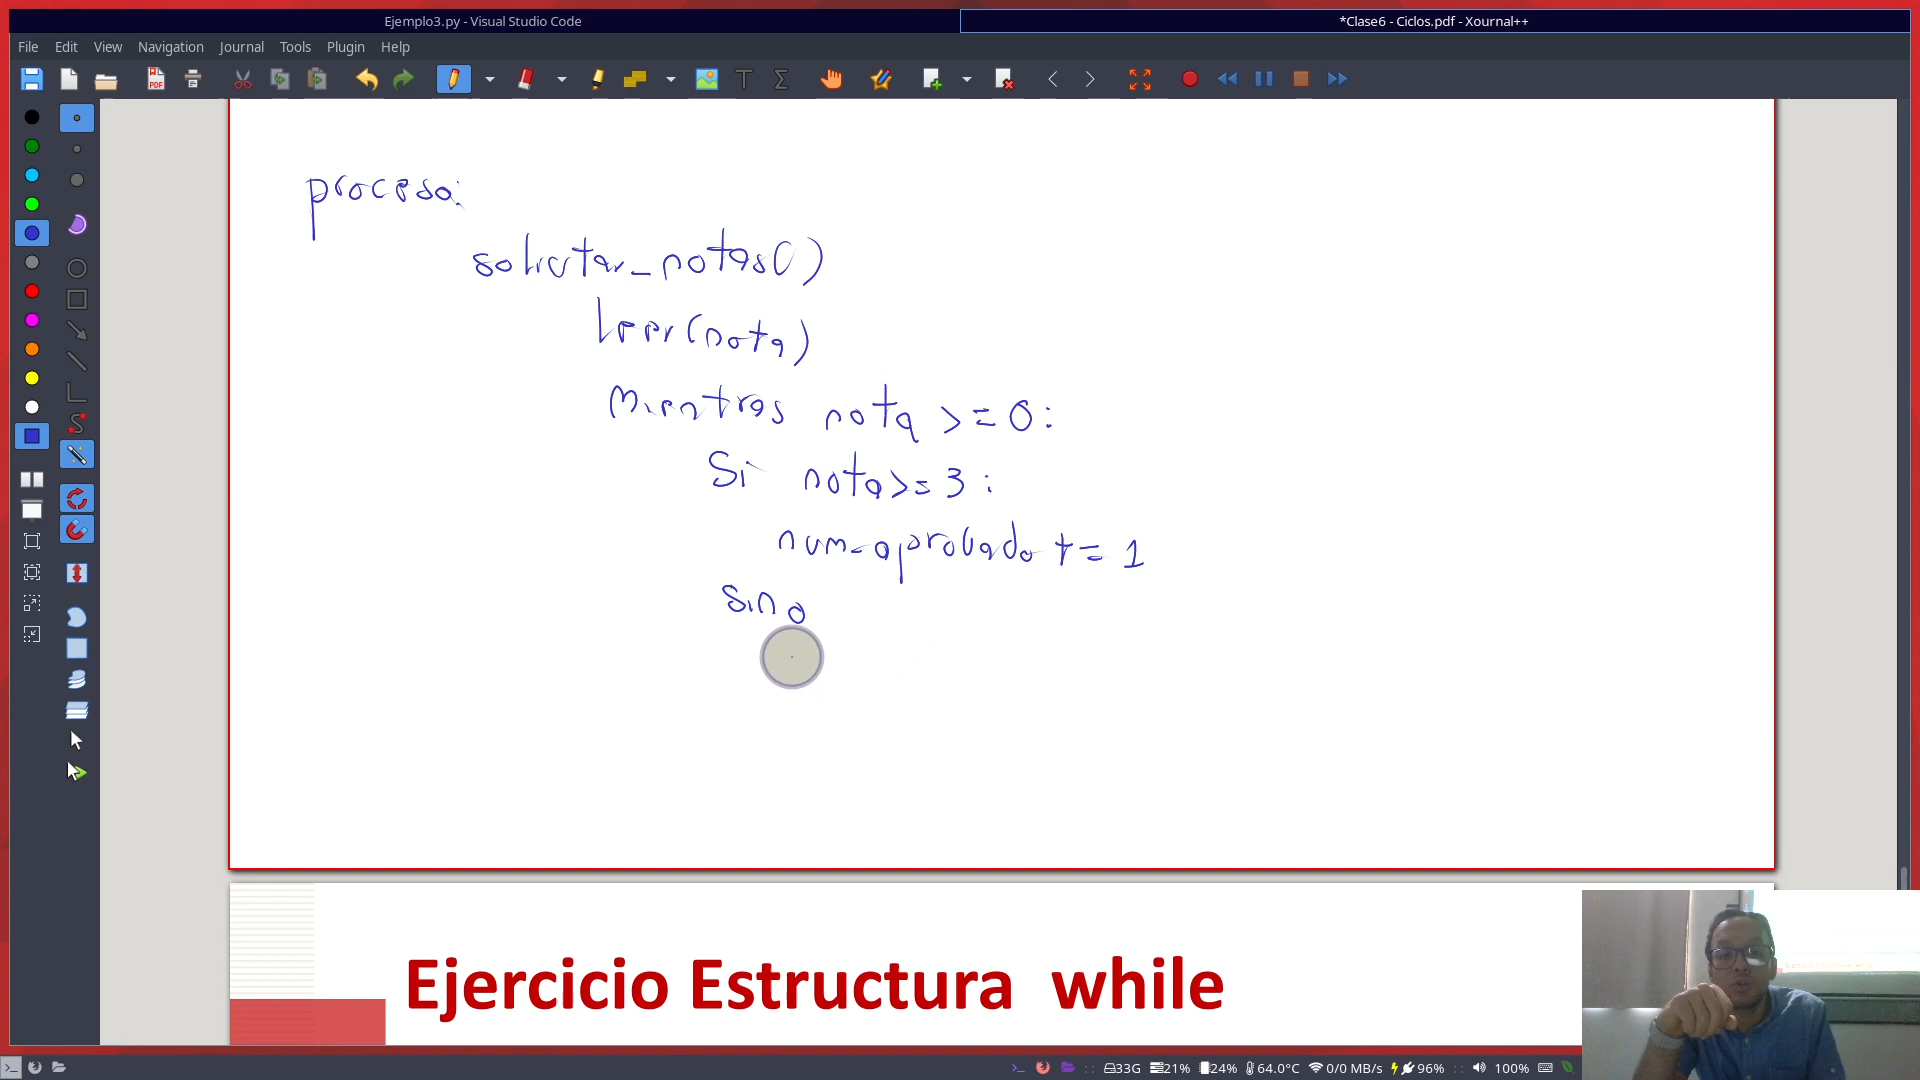 Ejemplo3.py - Visual Studio Code
*Clase6 - Ciclos.pdf - Xournal++
File Edit View Navigation Journal Tools Plugin Help
proceso:
solicitar_notas()
leer(nota)
Mientras nota >= 0:
Si nota >= 3:
num_aprobado += 1
sino
Ejercicio Estructura while
33G 21% 24% 64.0°C 0/0 MB/s 96% 100%